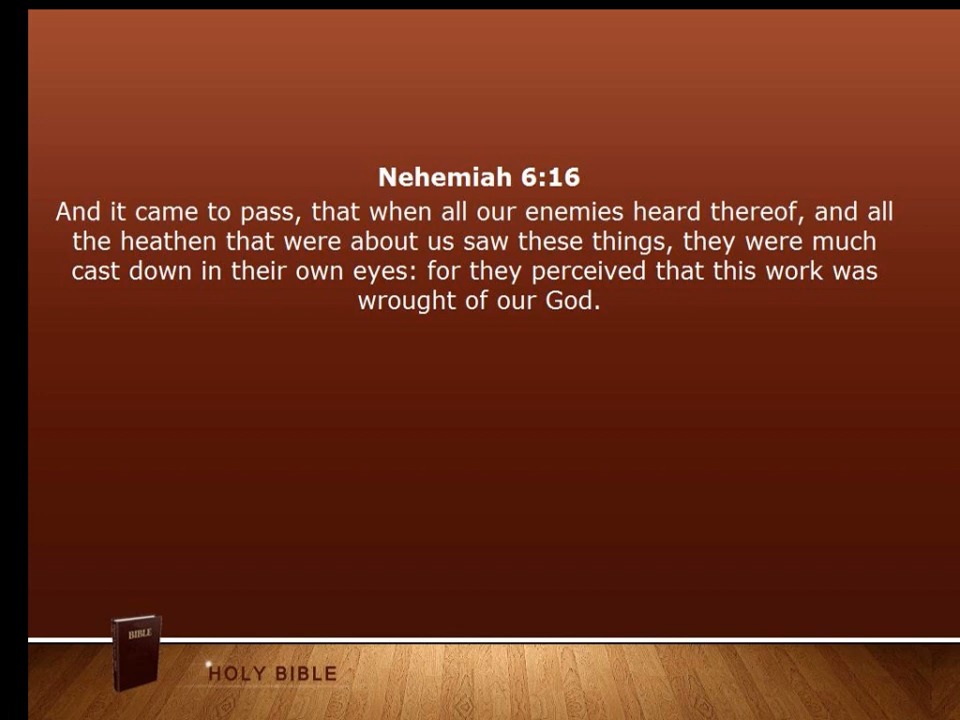 Nehemiah 6:16
And it came to pass, that when all our enemies heard thereof, and all
the heathen that were about us saw these things, they were much
cast down in their own eyes: for they perceived that this work was
wrought of our God.
BIBLE
HOLY BIBLE